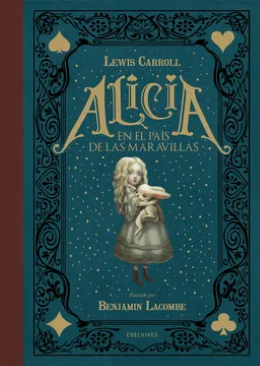 LEWIS CARROLL
ALICIA
EN EL PAÍS
DE LAS MARAVILLAS
Ilustrado por
BENJAMIN LACOMBE
EDELVIVES